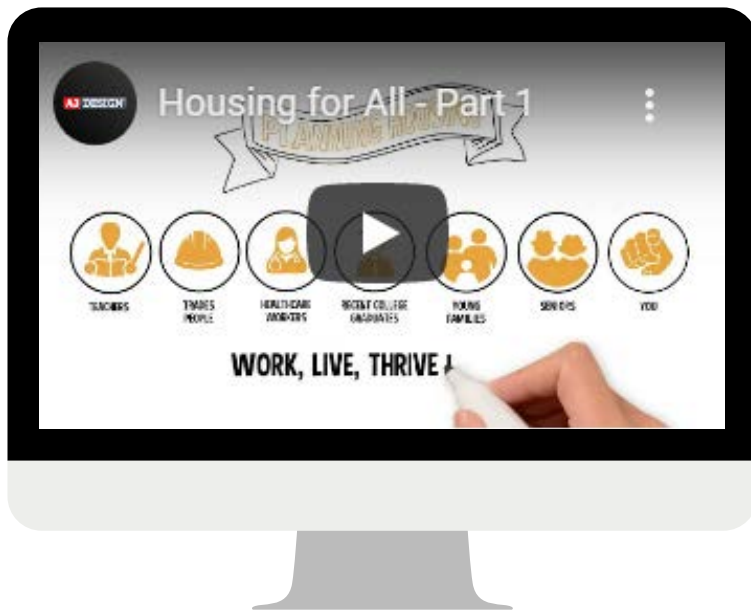 AJ DESIGN
Housing for All - Part 1
PLANNING HOUSING
TEACHERS
TRADES
PEOPLE
HEALTHCARE
WORKERS
RECENT COLLEGE
GRADUATES
YOUNG
FAMILIES
SENIORS
YOU
WORK, LIVE, THRIVE